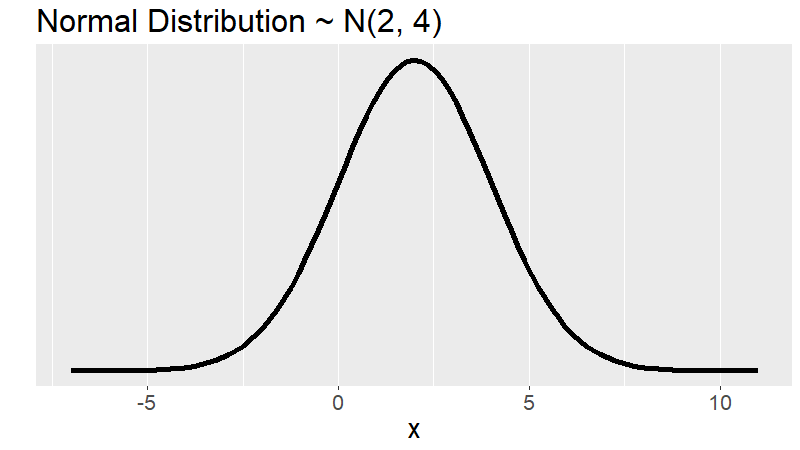 Normal Distribution ~ N(2, 4)
-5 0 5 10
x